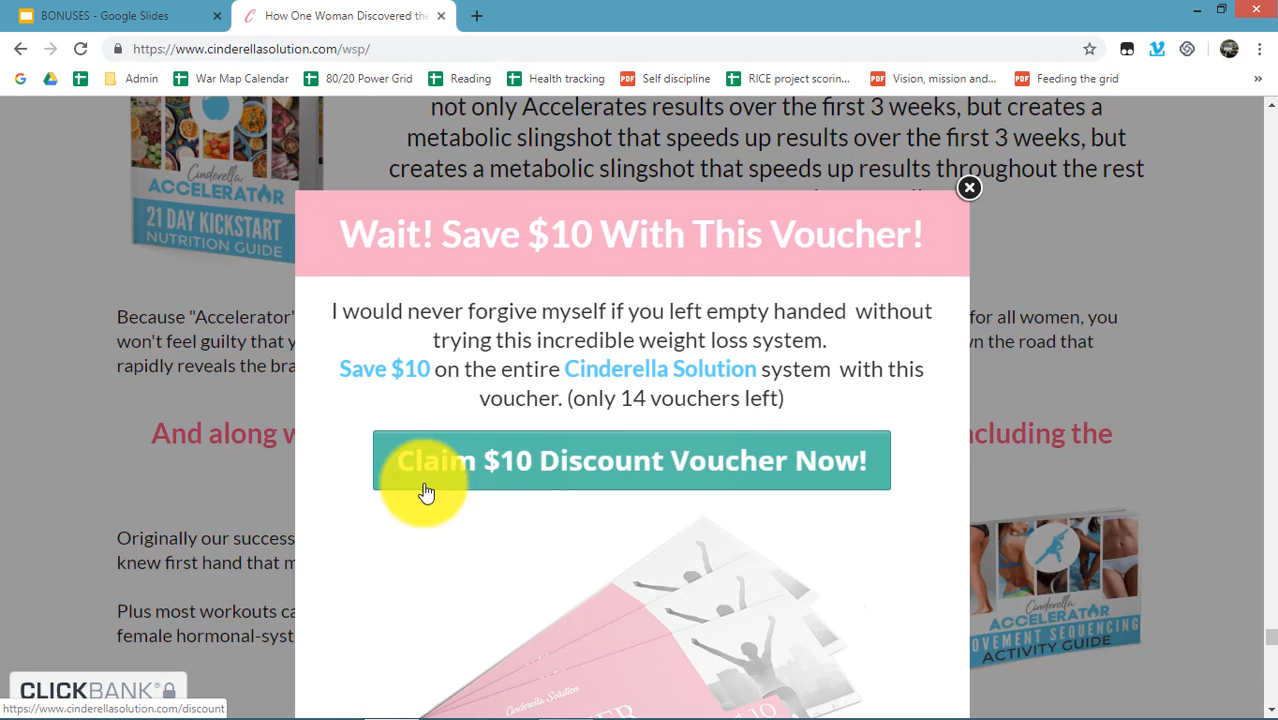 BONUSES - Google Slides
How One Woman Discovered the
https://www.cinderellasolution.com/wsp/
Admin
War Map Calendar
80/20 Power Grid
Reading
Health tracking
PDF
Self discipline
RICE project scorin...
PDF
Vision, mission and...
PDF
Feeding the grid
»
not only Accelerates results over the first 3 weeks, but creates a
metabolic slingshot that speeds up results over the first 3 weeks, but
creates a metabolic slingshot that speeds up results throughout the rest
Cinderella
ACCELERATOR
21 DAY KICKSTART
NUTRITION GUIDE
Wait! Save $10 With This Voucher!
I would never forgive myself if you left empty handed without
trying this incredible weight loss system.
Save $10 on the entire Cinderella Solution system with this
voucher. (only 14 vouchers left)
Claim $10 Discount Voucher Now!
Because "Accelerator" for all women, you
won't feel guilty that y wn the road that
rapidly reveals the bra
And along w ncluding the
Originally our success
knew first hand that m
Plus most workouts ca
female hormonal-syst
Cinderella
ACCELERATOR
OVEMENT SEQUENCING
ACTIVITY GUIDE
Cinderella Solution
$10
CLICKBANK
https://www.cinderellasolution.com/discount